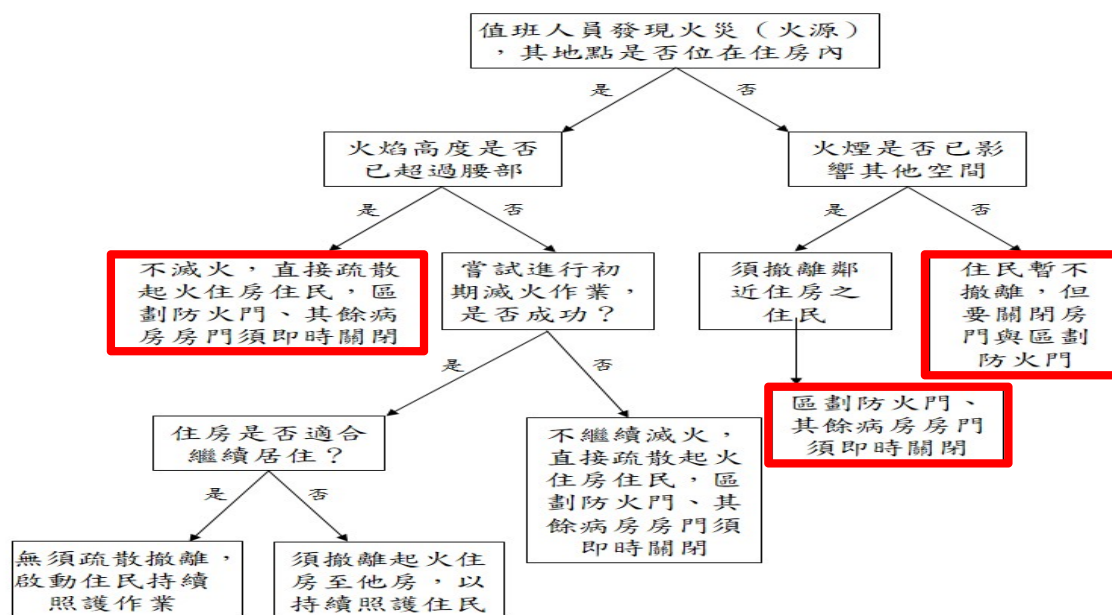 值班人員發現火災（火源）
，其地點是否位在住房內
是
否
火焰高度是否
已超過腰部
火煙是否已影
響其他空間
是
否
是
否
不滅火，直接疏散
起火住房住民，區
劃防火門、其餘病
房房門須即時關閉
嘗試進行初
期滅火作業，
是否成功？
須撤離鄰
近住房之
住民
住民暫不
撤離，但
要關閉房
門與區劃
防火門
是
否
區劃防火門、
其餘病房房門
須即時關閉
住房是否適合
繼續居住？
不繼續滅火，
直接疏散起火
住房住民，區
劃防火門、其
餘病房房門須
即時關閉
是
否
無須疏散撤離，
啟動住民持續
照護作業
須撤離起火住
房至他房，以
持續照護住民